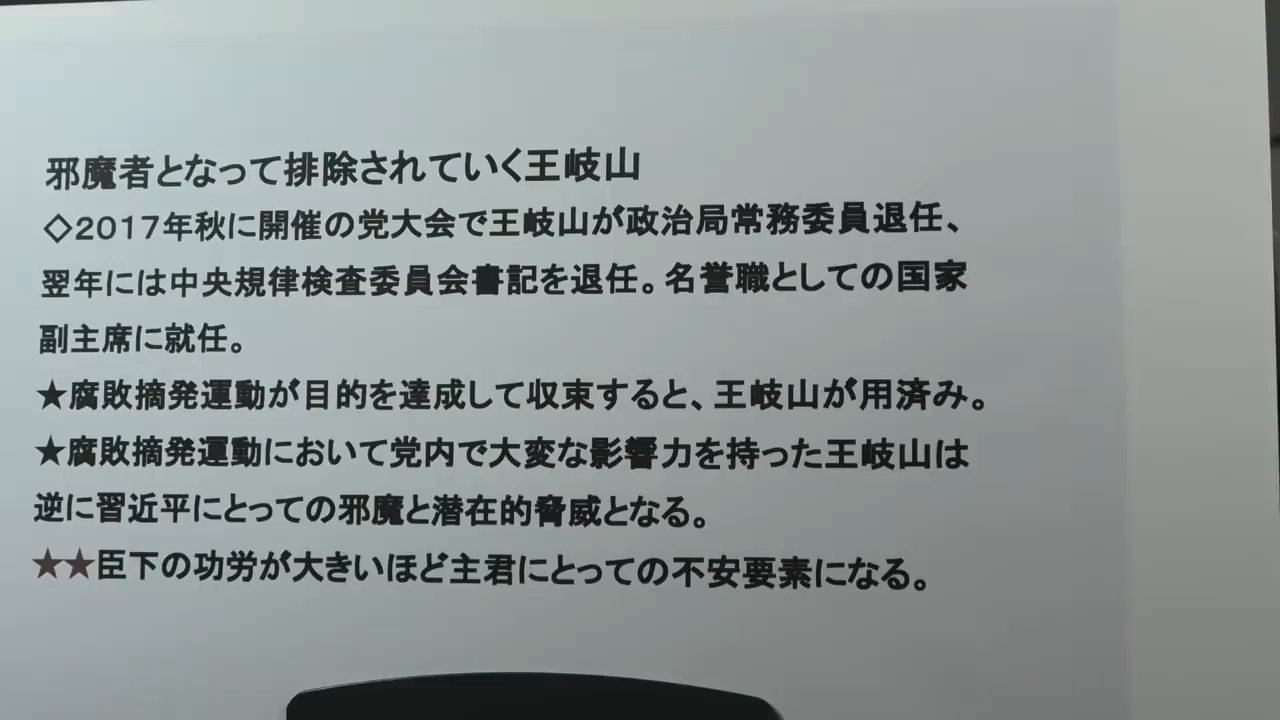 邪魔者となって排除されていく王岐山
◇2017年秋に開催の党大会で王岐山が政治局常務委員退任、
翌年には中央規律検査委員会書記を退任。名誉職としての国家
副主席に就任。
★腐敗摘発運動が目的を達成して収束すると、王岐山が用済み。
★腐敗摘発運動において党内で大変な影響力を持った王岐山は
逆に習近平にとっての邪魔と潜在的脅威となる。
★★臣下の功労が大きいほど主君にとっての不安要素になる。